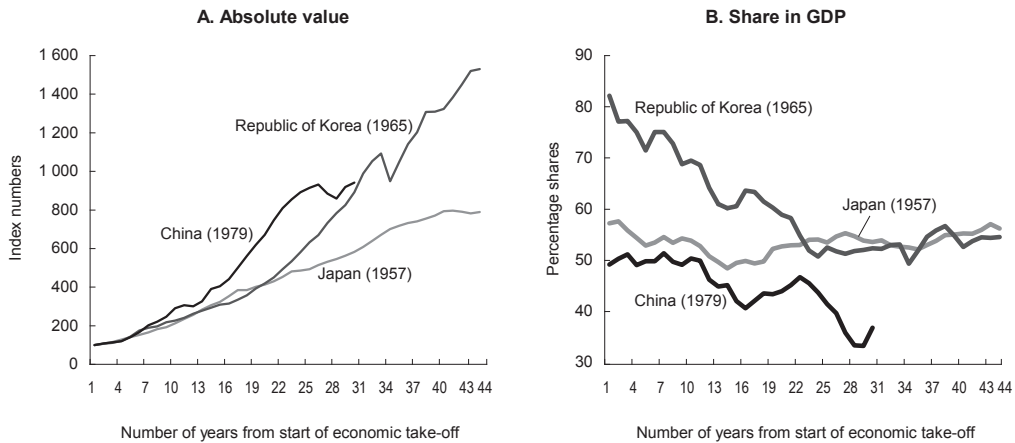 A. Absolute value
Index numbers
1 600
1 400
1 200
1 000
800
600
400
200
0
Republic of Korea (1965)
China (1979)
Japan (1957)
1 4 7 10 13 16 19 22 25 28 31 34 37 40 43 44
Number of years from start of economic take-off
B. Share in GDP
Percentage shares
90
80
70
60
50
40
30
Republic of Korea (1965)
Japan (1957)
China (1979)
1 4 7 10 13 16 19 22 25 28 31 34 37 40 43 44
Number of years from start of economic take-off